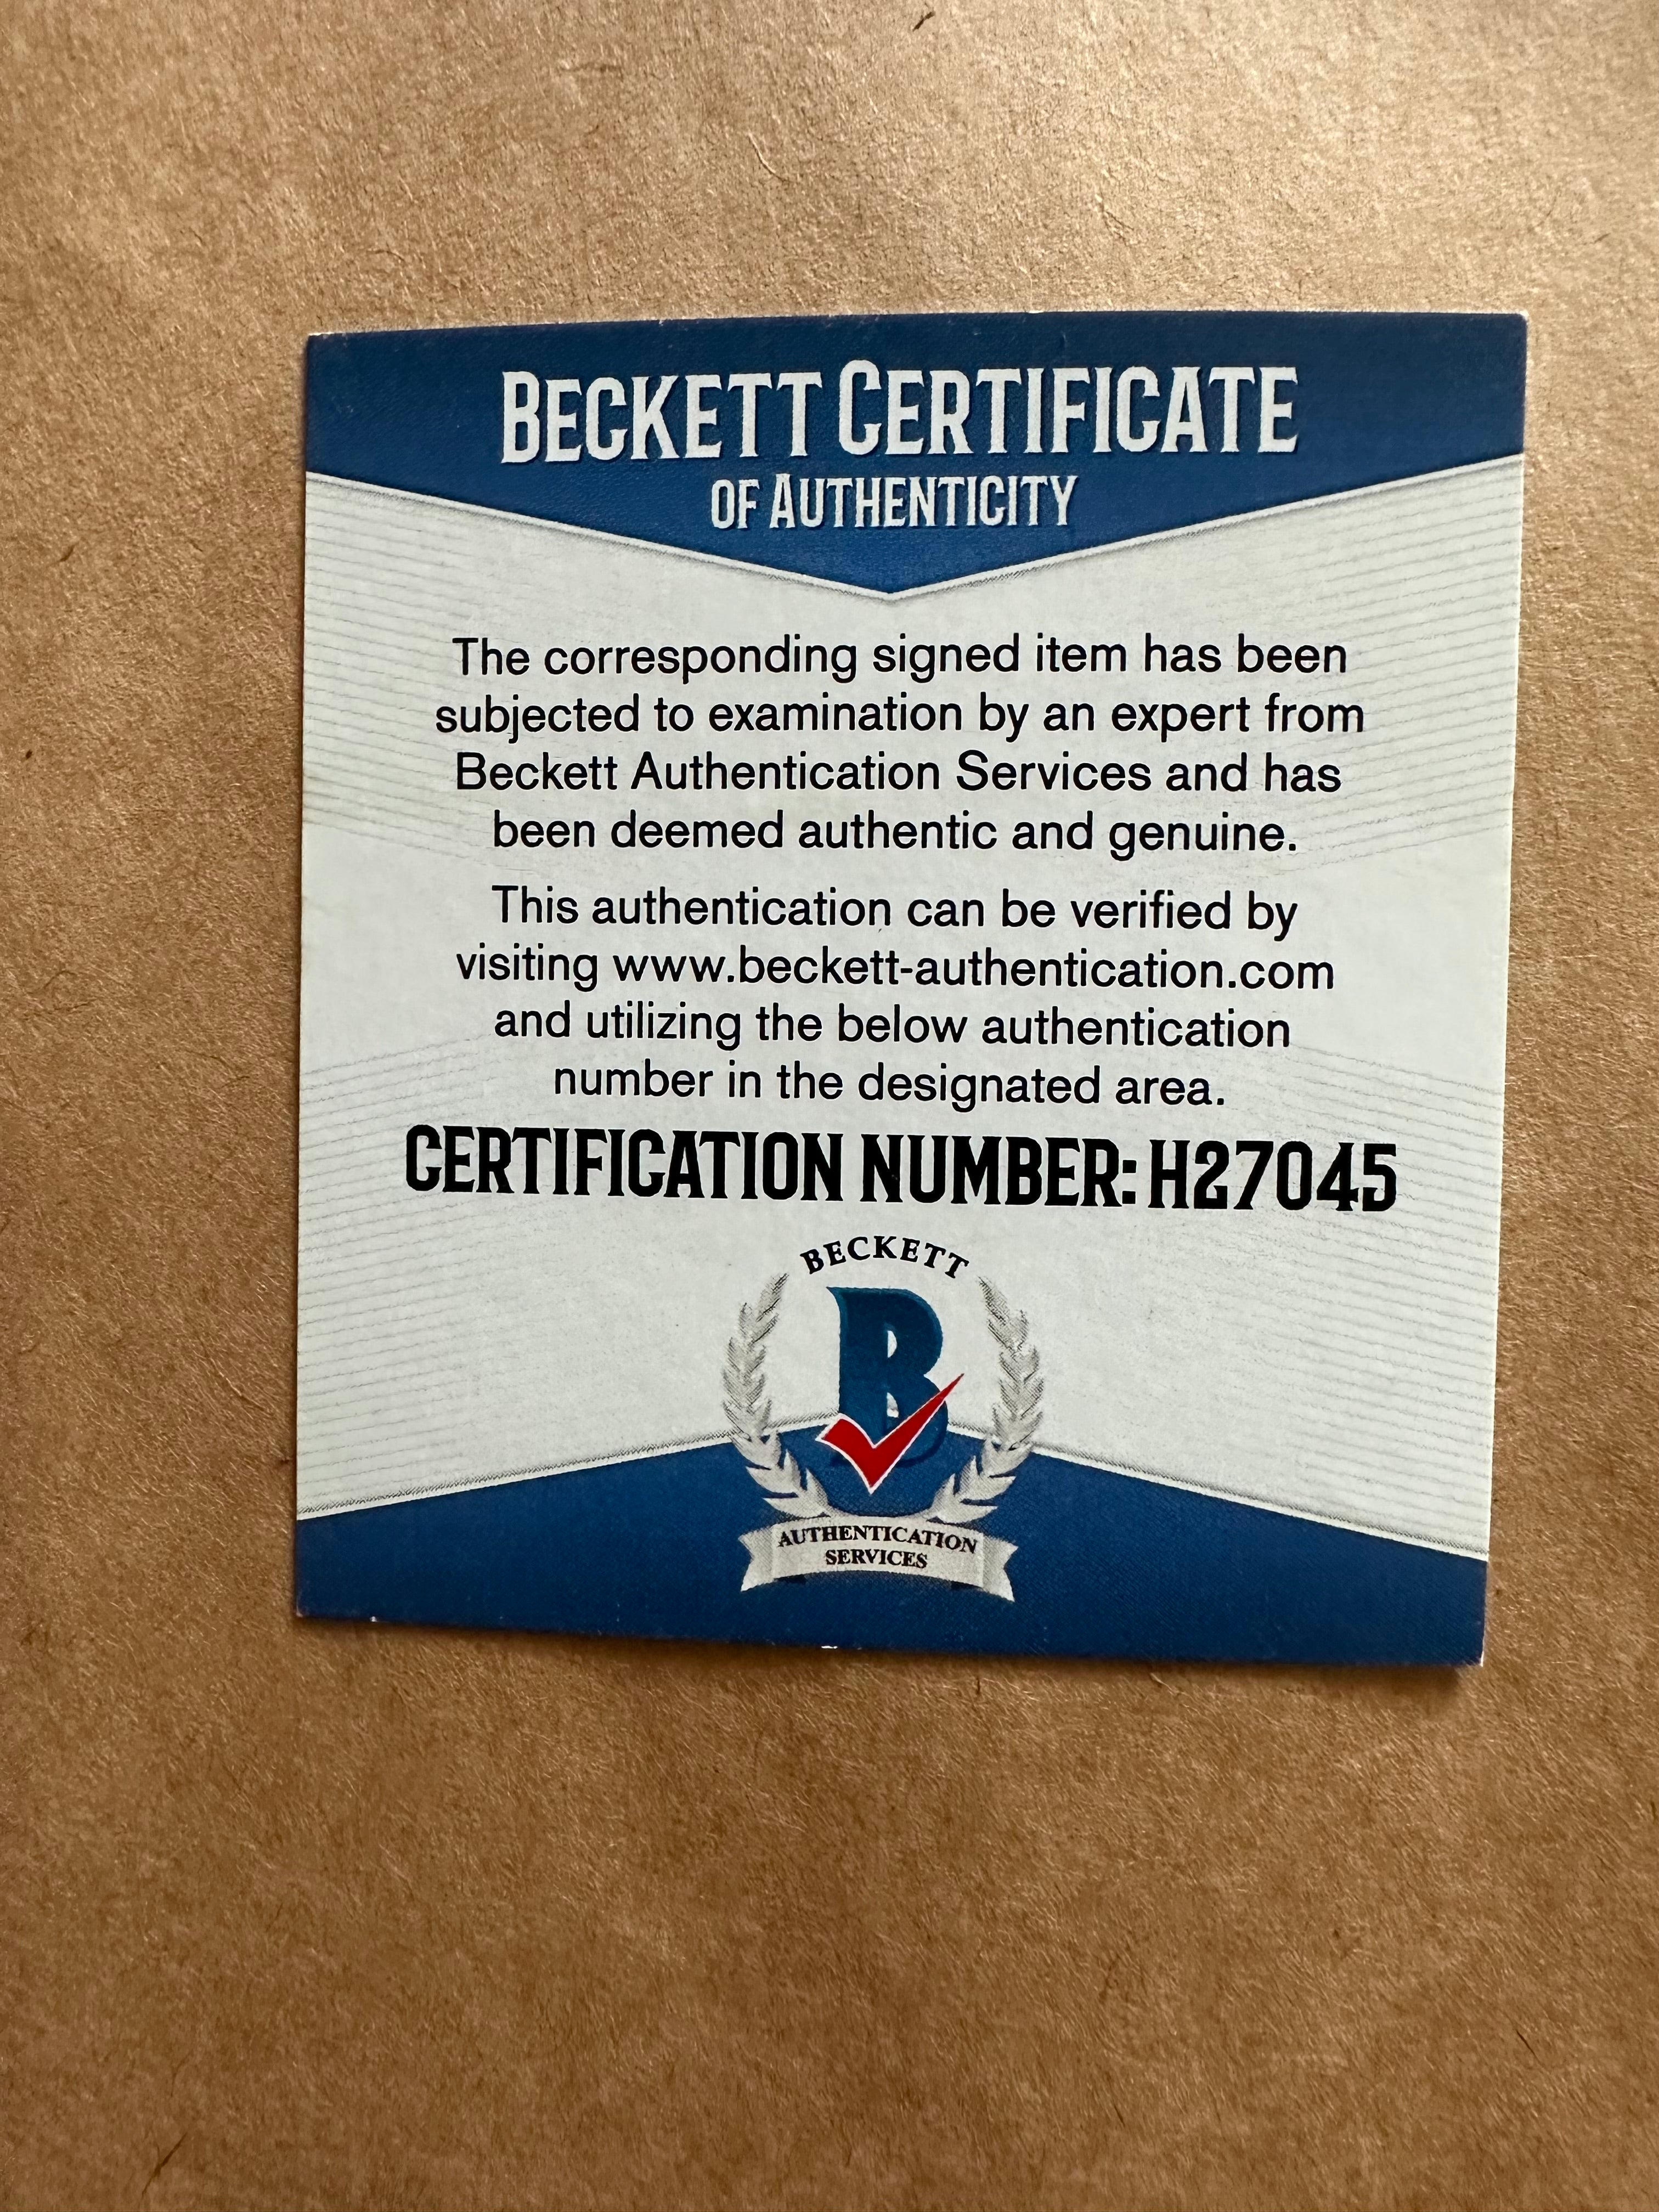 BECKETT CERTIFICATE
OF AUTHENTICITY
The corresponding signed item has been
subjected to examination by an expert from
Beckett Authentication Services and has
been deemed authentic and genuine.
This authentication can be verified by
visiting www.beckett-authentication.com
and utilizing the below authentication
number in the designated area.
CERTIFICATION NUMBER: H27045
BECKETT
B
AUTHENTICATION
SERVICES